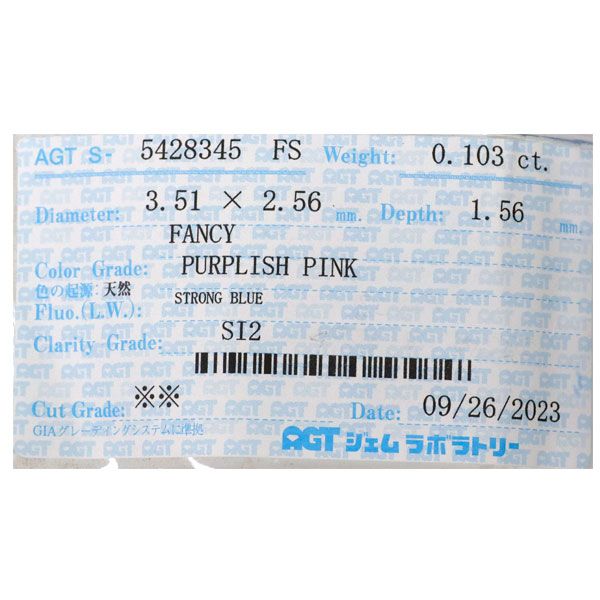 AGT S- 5428345 FS Weight: 0.103 ct.
Diameter: 3.51 × 2.56 mm. Depth: 1.56 mm.
FANCY
Color Grade: PURPLISH PINK
色の起源: 天然
STRONG BLUE
Fluo.(L.W.):
Clarity Grade: SI2
Cut Grade: ※※ Date: 09/26/2023
GIAグレーディングシステムに準拠
AGT ジェム ラボラトリー